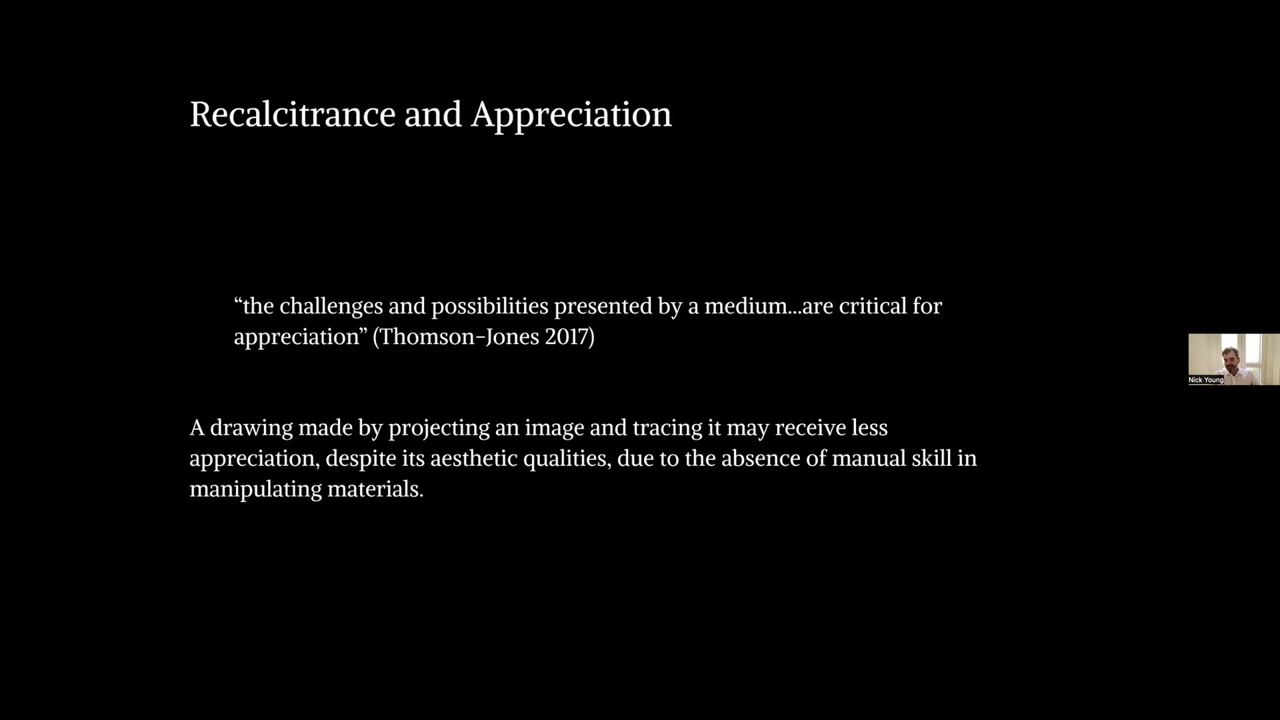 Recalcitrance and Appreciation
“the challenges and possibilities presented by a medium...are critical for
appreciation” (Thomson-Jones 2017)
A drawing made by projecting an image and tracing it may receive less
appreciation, despite its aesthetic qualities, due to the absence of manual skill in
manipulating materials.
Nick Young